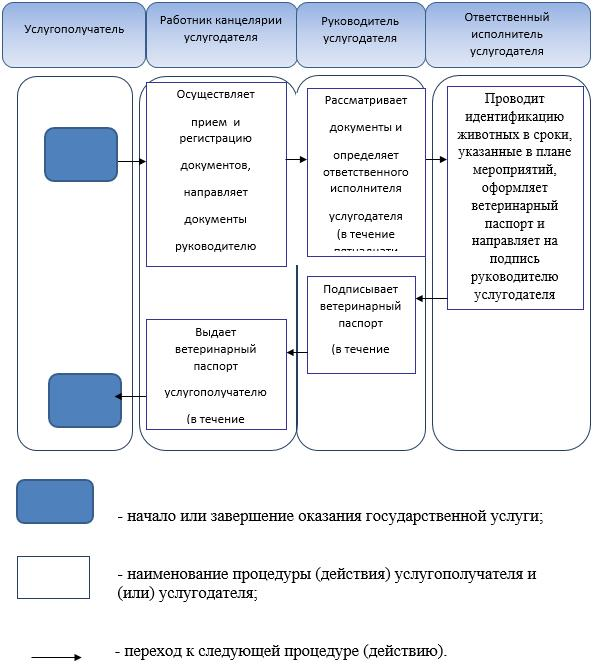 Услугополучатель
Работник канцелярии
услугодателя
Руководитель
услугодателя
Ответственный
исполнитель
услугодателя
Осуществляет
прием и
регистрацию
документов,
направляет
документы
руководителю
Рассматривает
документы и
определяет
ответственного
исполнителя
услугодателя
(в течение
Проводит
идентификацию
животных в сроки,
указанные в плане
мероприятий,
оформляет
ветеринарный
паспорт и
направляет на
подпись
руководителю
услугодателя
Подписывает
ветеринарный
паспорт
(в течение
Выдает
ветеринарный
паспорт
услугополучателю
(в течение
- начало или завершение оказания государственной услуги;
- наименование процедуры (действия) услугополучателя и
(или) услугодателя;
- переход к следующей процедуре (действию).